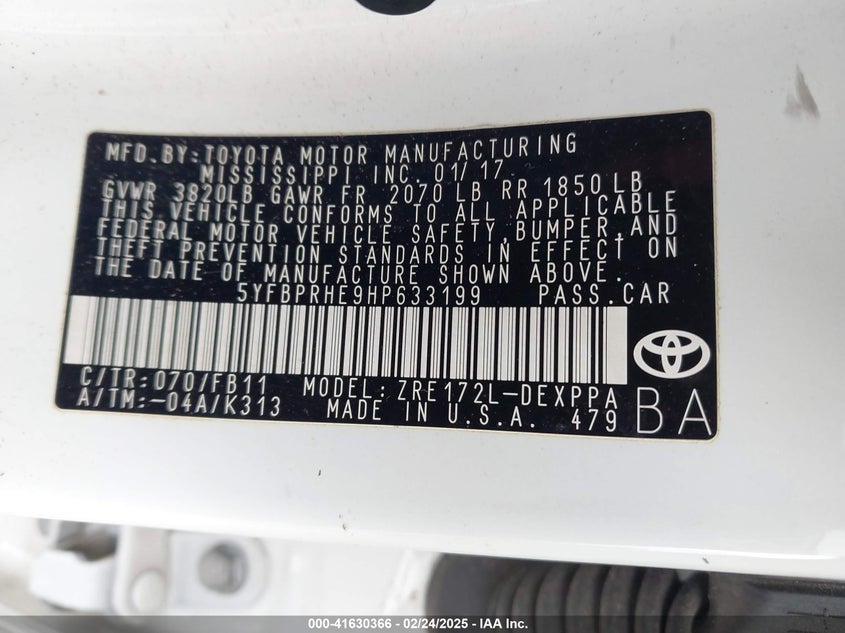 MFD.BY:TOYOTA MOTOR MANUFACTURING
MISSISSIPPI INC. 01/17
GVWR 3820LB GAWR FR 2070 LB RR 1850 LB
THIS VEHICLE CONFORMS TO ALL APPLICABLE
FEDERAL MOTOR VEHICLE SAFETY,BUMPER,AND
THEFT PREVENTION STANDARDS IN EFFECT ON
THE DATE OF MANUFACTURE SHOWN ABOVE.
5YFBPRHE9HP633199 PASS.CAR
C/TR:070/FB11 MODEL:ZRE172L-DEXPPA
A/TM:-04A/K313 MADE IN U.S.A. 479
BA
000-41630366 - 02/24/2025 - IAA Inc.